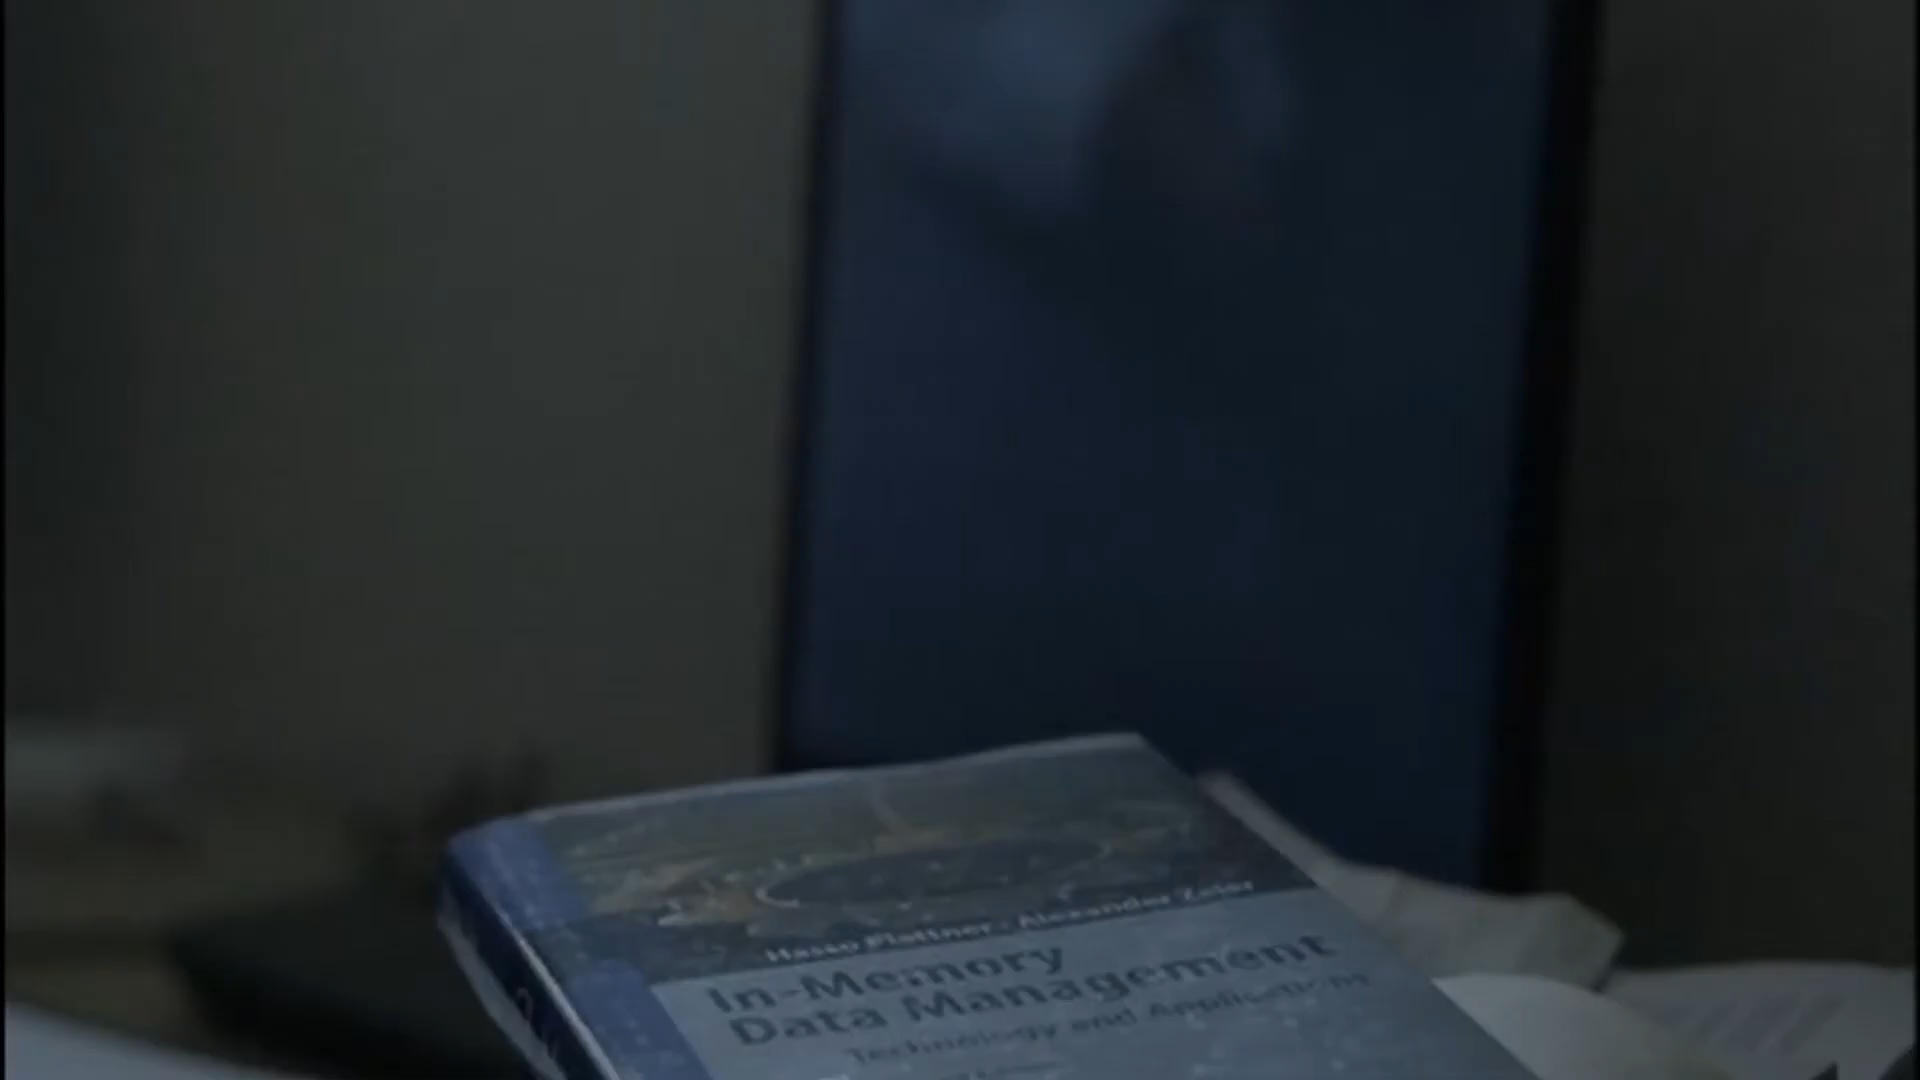 Hasso Plattner · Alexander Zeier
In-Memory
Data Management
Technology and Applications